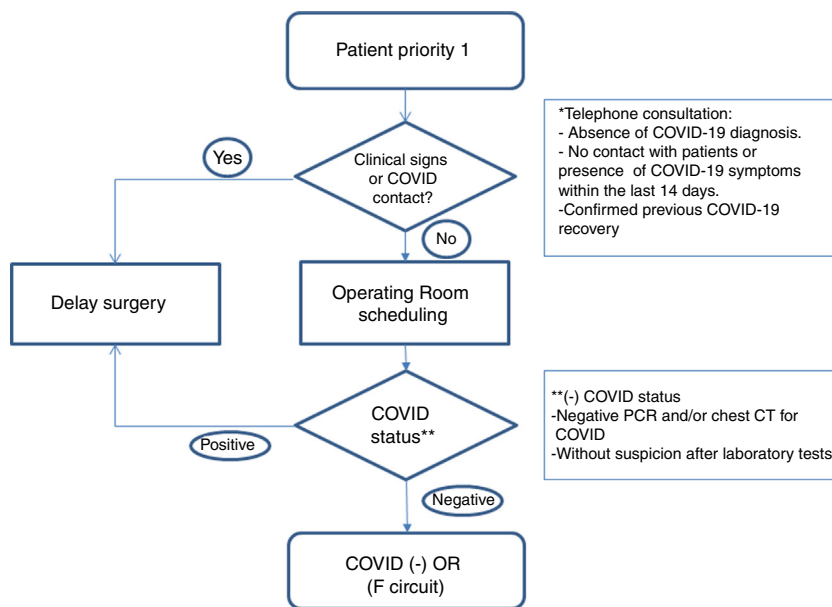 Patient priority 1
*Telephone consultation:
- Absence of COVID-19 diagnosis.
- No contact with patients or
presence of COVID-19 symptoms
within the last 14 days.
-Confirmed previous COVID-19
recovery
Yes
Clinical signs
or COVID
contact?
No
Delay surgery
Operating Room
scheduling
COVID
status**
**(-) COVID status
-Negative PCR and/or chest CT for
COVID
-Without suspicion after laboratory tests
Positive
Negative
COVID (-) OR
(F circuit)